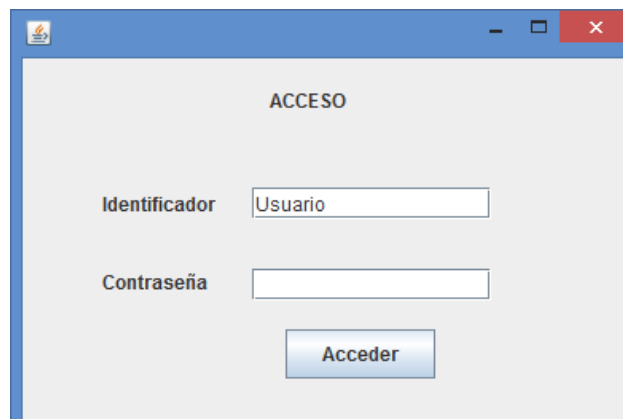 ACCESO
Identificador Usuario
Contraseña
Acceder